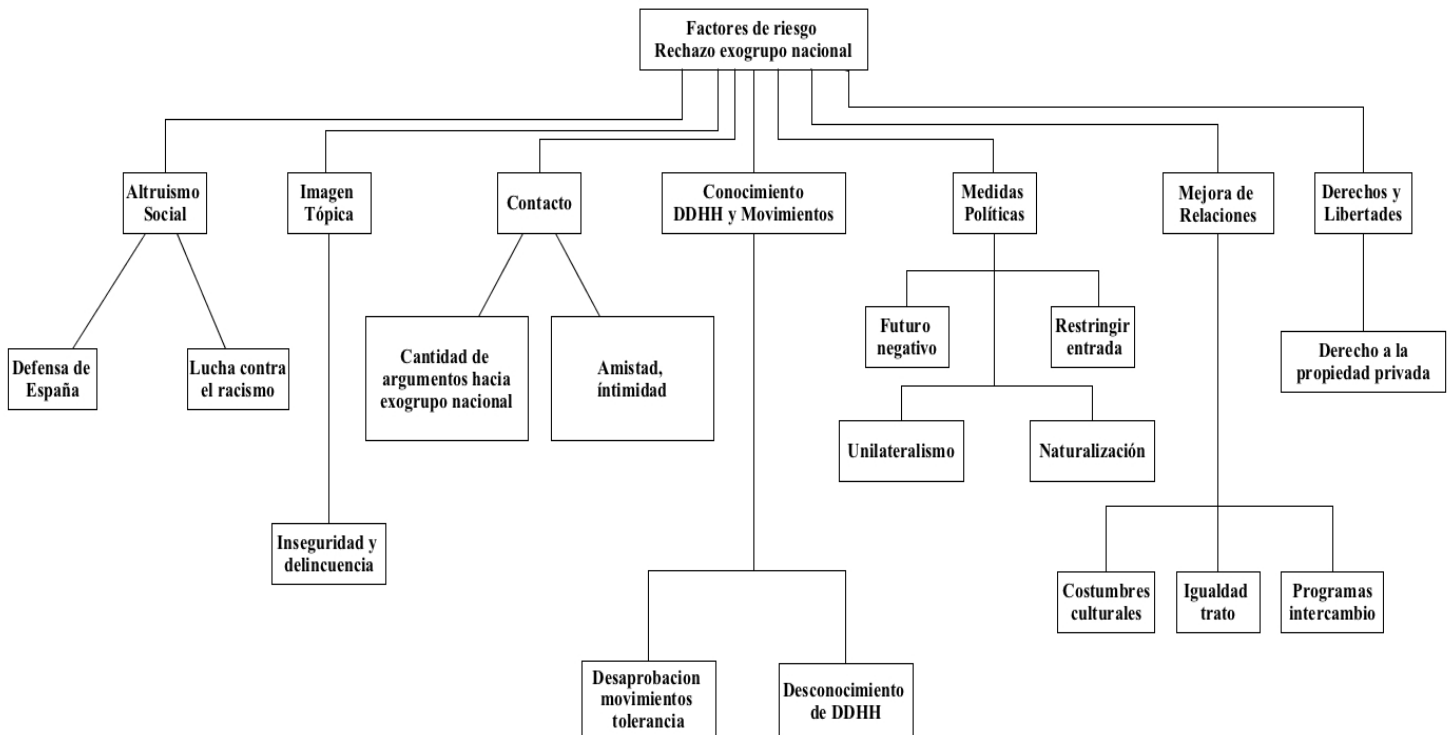 Factores de riesgo
Rechazo exogrupo nacional
Altruismo
Social
Imagen
Tópica
Contacto
Conocimiento
DDHH y Movimientos
Medidas
Políticas
Mejora de
Relaciones
Derechos y
Libertades
Defensa de
España
Lucha contra
el racismo
Cantidad de
argumentos hacia
exogrupo nacional
Amistad,
íntimidad
Futuro
negativo
Restringir
entrada
Unilateralismo
Naturalización
Derecho a la
propiedad privada
Inseguridad y
delincuencia
Costumbres
culturales
Igualdad
trato
Programas
intercambio
Desaprobacion
movimientos
tolerancia
Desconocimiento
de DDHH